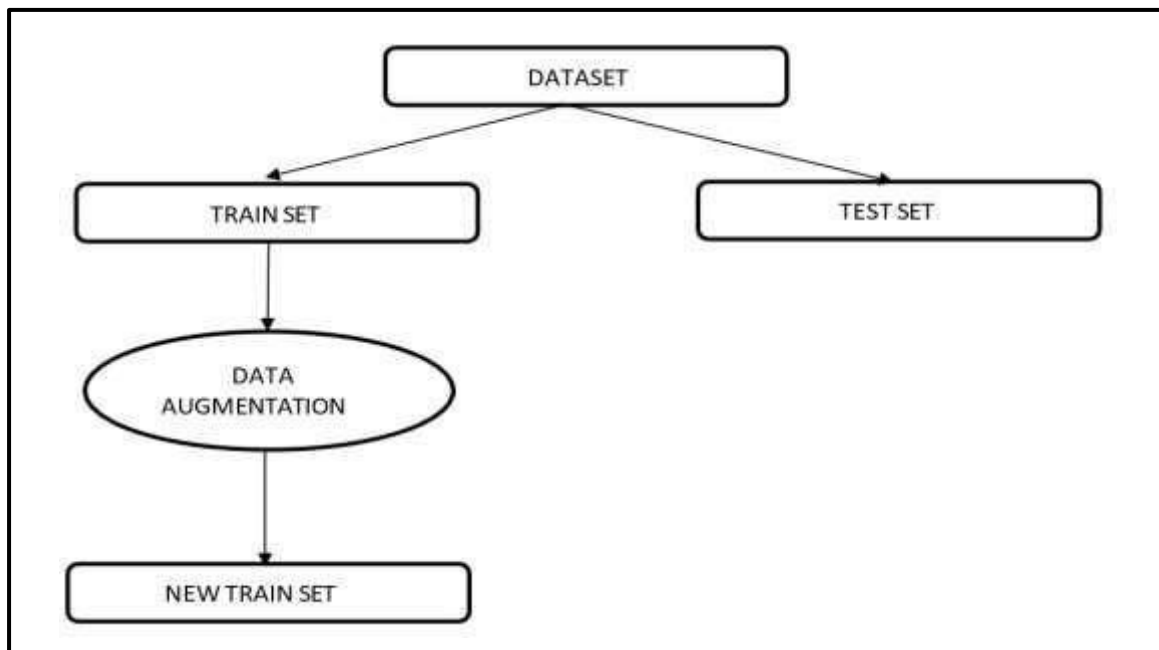 DATASET
TRAIN SET
TEST SET
DATA
AUGMENTATION
NEW TRAIN SET